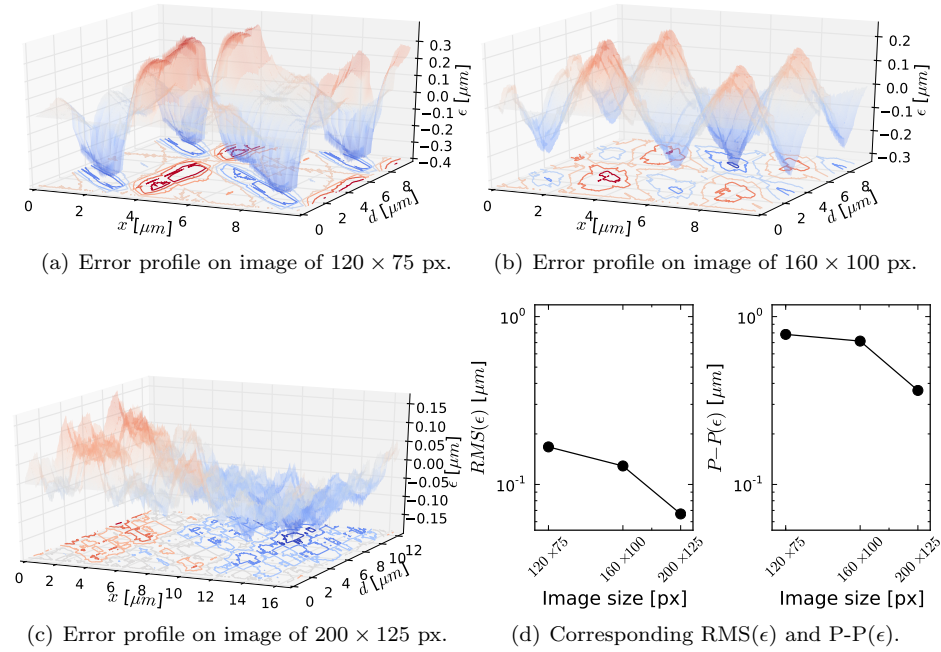 0.3
0.2
0.1
0.0
−0.1
−0.2
−0.3
−0.4
ϵ [μm]
0 2 4 6 8
x [μm]
0 2 4 6 8
d [μm]
(a) Error profile on image of 120 × 75 px.
0.2
0.1
0.0
−0.1
−0.2
−0.3
ϵ [μm]
0 2 4 6 8
x [μm]
0 2 4 6 8
d [μm]
(b) Error profile on image of 160 × 100 px.
0.15
0.10
0.05
0.00
−0.05
−0.10
−0.15
ϵ [μm]
0 2 4 6 8 10 12 14 16
x [μm]
0 2 4 6 8 10 12
d [μm]
(c) Error profile on image of 200 × 125 px.
10⁰
10⁻¹
RMS(ϵ) [μm]
120×75
160×100
200×125
Image size [px]
10⁰
10⁻¹
P−P(ϵ) [μm]
120×75
160×100
200×125
Image size [px]
(d) Corresponding RMS(ϵ) and P-P(ϵ).